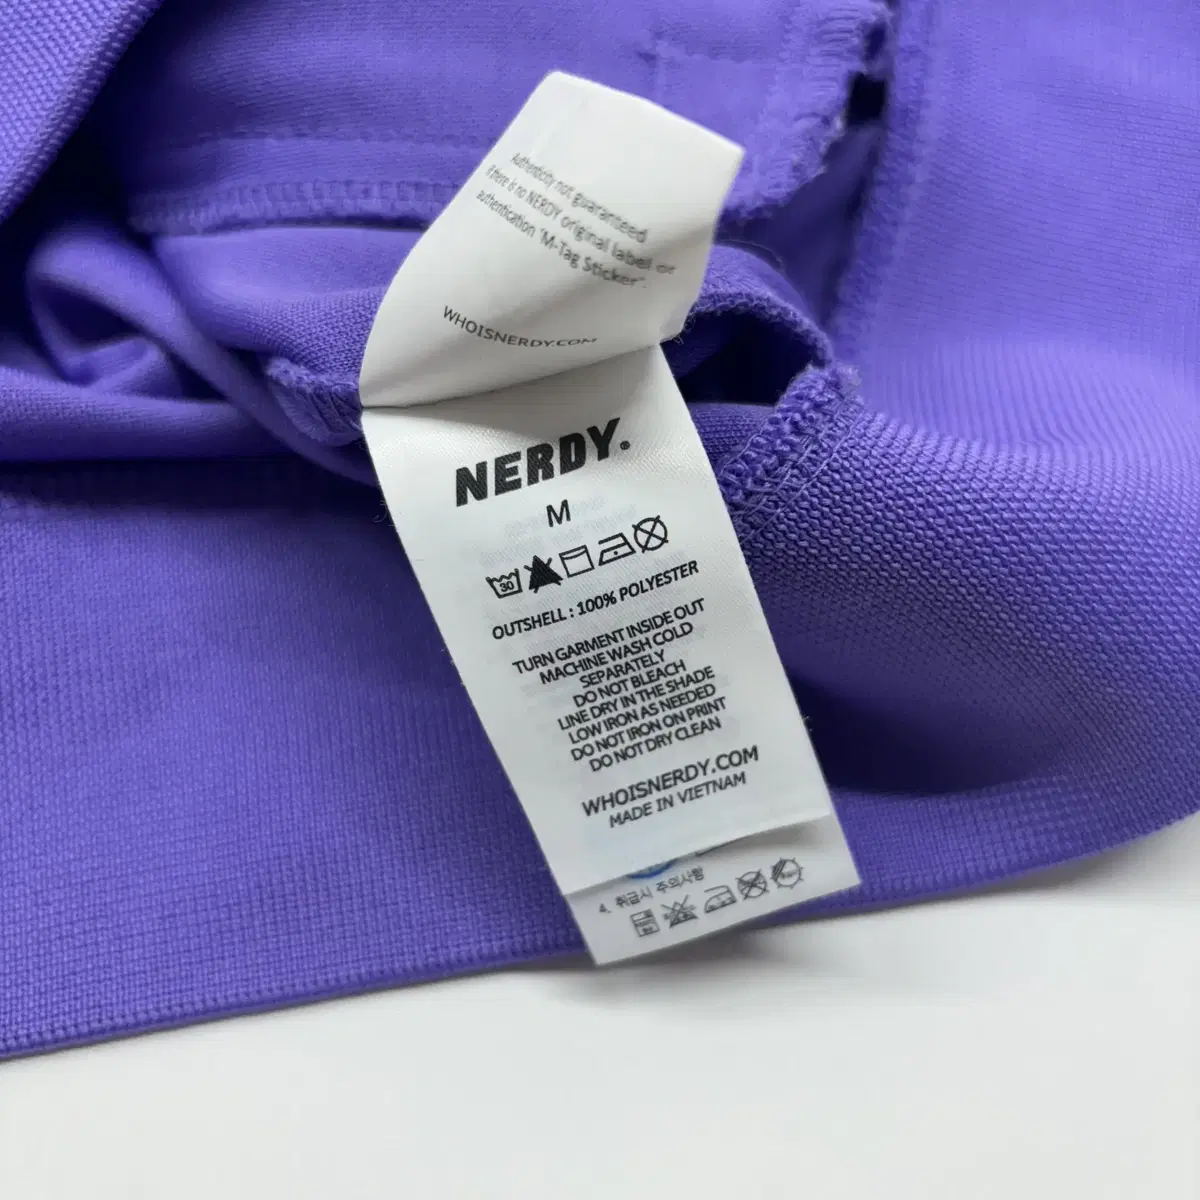 Authenticity not guaranteed
if there is no NERDY original label or
authentication 'M-Tag Sticker".
WHOISNERDY.COM
NERDY.®
M
30
OUTSHELL : 100% POLYESTER
TURN GARMENT INSIDE OUT
MACHINE WASH COLD
SEPARATELY
DO NOT BLEACH
LINE DRY IN THE SHADE
LOW IRON AS NEEDED
DO NOT IRON ON PRINT
DO NOT DRY CLEAN
WHOISNERDY.COM
MADE IN VIETNAM
4. 취급시 주의사항